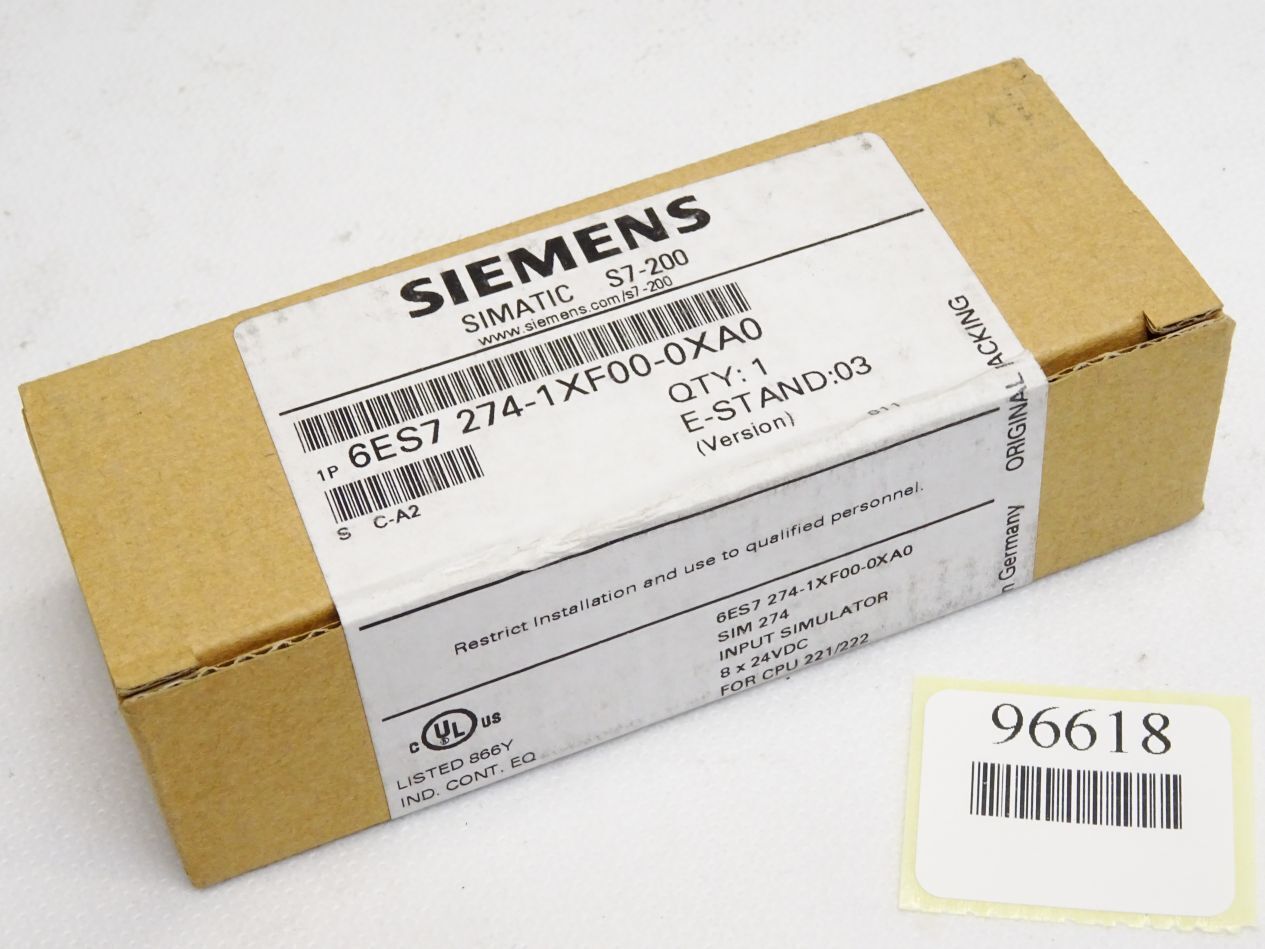 SIEMENS
SIMATIC S7-200
www.siemens.com/s7-200
1P 6ES7 274-1XF00-0XA0
QTY: 1
S C-A2
E-STAND:03
(Version)
Restrict Installation and use to qualified personnel.
6ES7 274-1XF00-0XA0
SIM 274
INPUT SIMULATOR
8 x 24VDC
FOR CPU 221/222
C UL US
®
LISTED 866Y
IND. CONT. EQ
ORIGINAL
ACKING
n Germany
96618